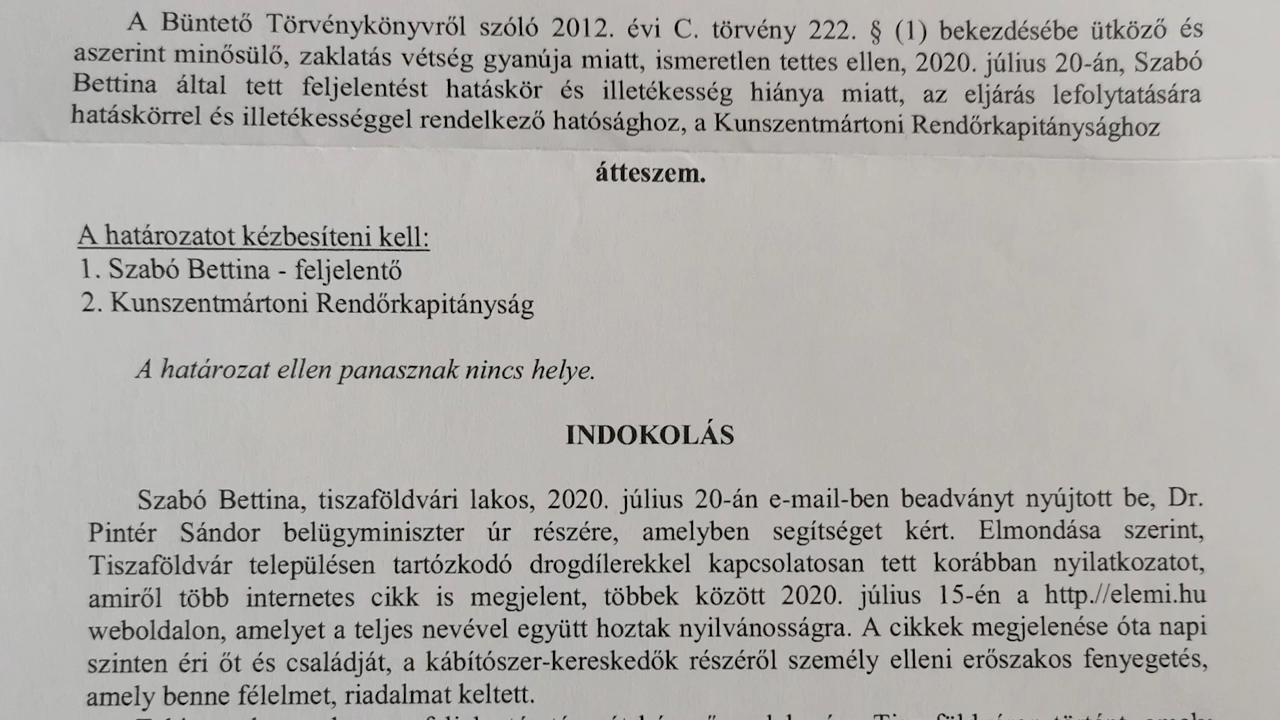 A Büntető Törvénykönyvről szóló 2012. évi C. törvény 222. § (1) bekezdésébe ütköző és
aszerint minősülő, zaklatás vétség gyanúja miatt, ismeretlen tettes ellen, 2020. július 20-án, Szabó
Bettina által tett feljelentést hatáskör és illetékesség hiánya miatt, az eljárás lefolytatására
hatáskörrel és illetékességgel rendelkező hatósághoz, a Kunszentmártoni Rendőrkapitánysághoz
átteszem.
A határozatot kézbesíteni kell:
1. Szabó Bettina - feljelentő
2. Kunszentmártoni Rendőrkapitányság
A határozat ellen panasznak nincs helye.
INDOKOLÁS
Szabó Bettina, tiszaföldvári lakos, 2020. július 20-án e-mail-ben beadványt nyújtott be, Dr.
Pintér Sándor belügyminiszter úr részére, amelyben segítséget kért. Elmondása szerint,
Tiszaföldvár településen tartózkodó drogdílerekkel kapcsolatosan tett korábban nyilatkozatot,
amiről több internetes cikk is megjelent, többek között 2020. július 15-én a http.//elemi.hu
weboldalon, amelyet a teljes nevével együtt hoztak nyilvánosságra. A cikkek megjelenése óta napi
szinten éri őt és családját, a kábítószer-kereskedők részéről személy elleni erőszakos fenyegetés,
amely benne félelmet, riadalmat keltett.